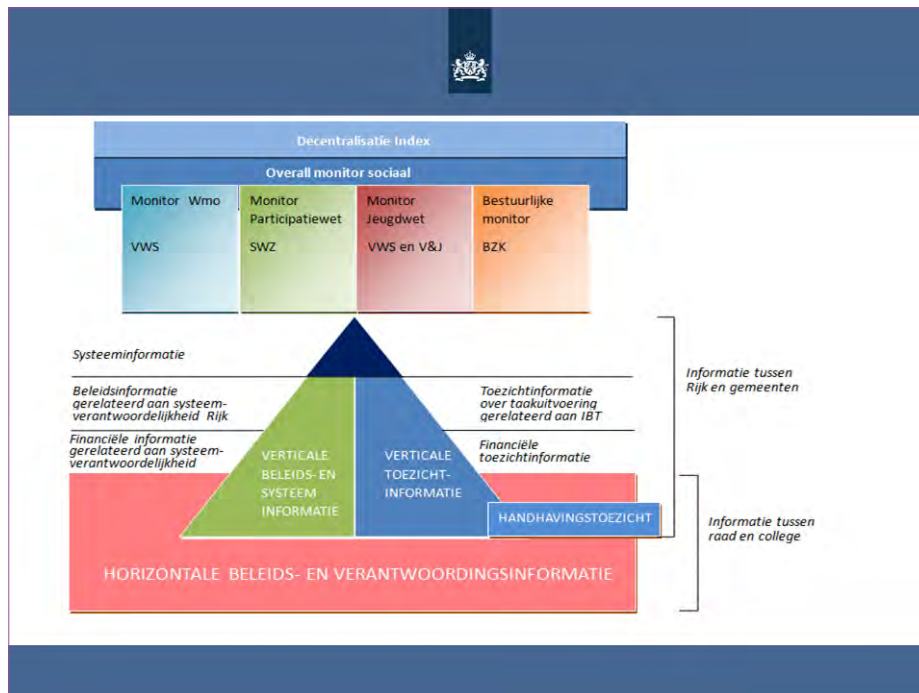 Decentralisatie Index
Overall monitor sociaal
Monitor Wmo
VWS
Monitor
Participatiewet
SWZ
Monitor
Jeugdwet
VWS en V&J
Bestuurlijke
monitor
BZK
Systeeminformatie
Beleidsinformatie
gerelateerd aan systeem-
verantwoordelijkheid Rijk
Financiële informatie
gerelateerd aan systeem-
verantwoordelijkheid
VERTICALE
BELEIDS- EN
SYSTEEM
INFORMATIE
VERTICALE
TOEZICHT-
INFORMATIE
Toezichtinformatie
over taakuitvoering
gerelateerd aan IBT
Financiële
toezichtinformatie
Informatie tussen
Rijk en gemeenten
HANDHAVINGSTOEZICHT
Informatie tussen
raad en college
HORIZONTALE BELEIDS- EN VERANTWOORDINGSINFORMATIE